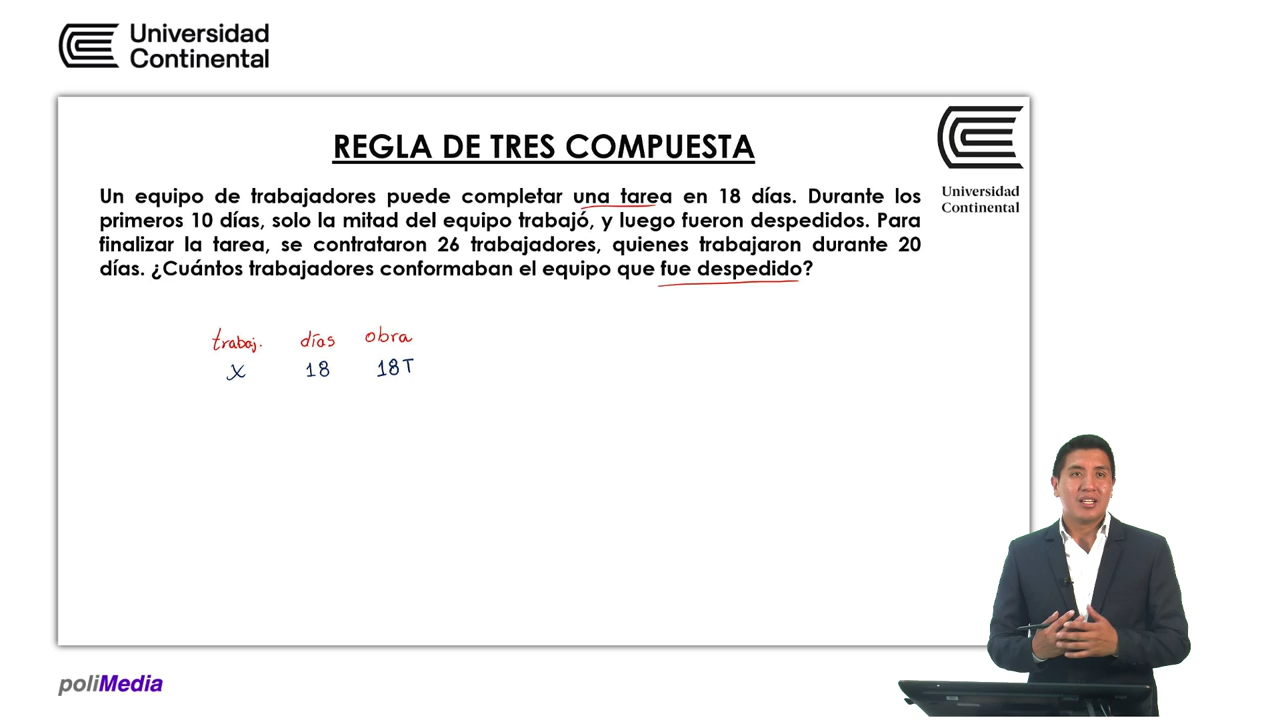 Universidad
Continental
REGLA DE TRES COMPUESTA
Un equipo de trabajadores puede completar una tarea en 18 días. Durante los
primeros 10 días, solo la mitad del equipo trabajó, y luego fueron despedidos. Para
finalizar la tarea, se contrataron 26 trabajadores, quienes trabajaron durante 20
días. ¿Cuántos trabajadores conformaban el equipo que fue despedido?
Universidad
Continental
trabaj. días obra
x 18 18T
poliMedia